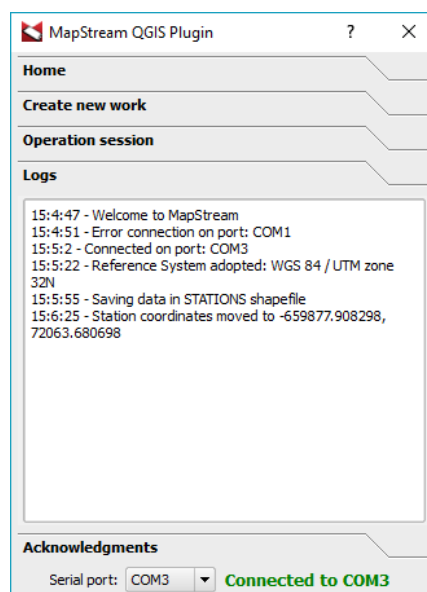 MapStream QGIS Plugin ?
Home
Create new work
Operation session
Logs
15:4:47 - Welcome to MapStream
15:4:51 - Error connection on port: COM1
15:5:2 - Connected on port: COM3
15:5:22 - Reference System adopted: WGS 84 / UTM zone
32N
15:5:55 - Saving data in STATIONS shapefile
15:6:25 - Station coordinates moved to -659877.908298,
72063.680698
Acknowledgments
Serial port: COM3 Connected to COM3